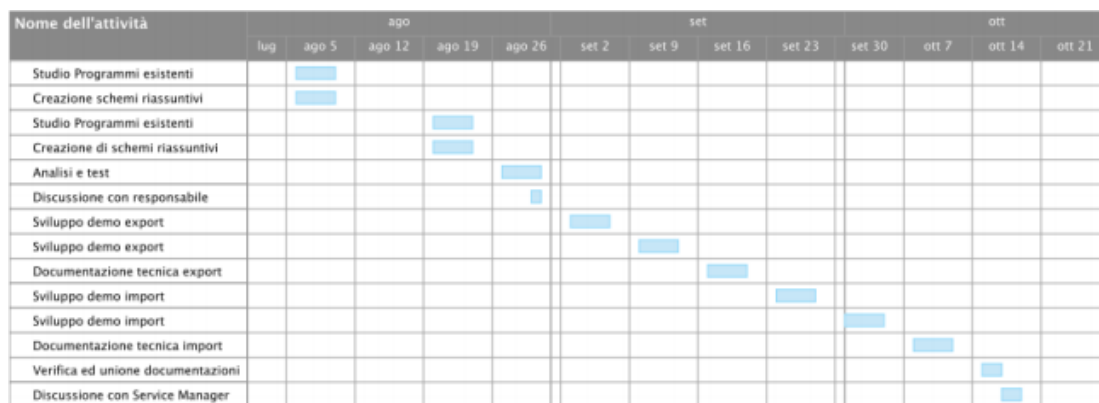 Nome dell'attività
ago set ott
lug ago 5 ago 12 ago 19 ago 26 set 2 set 9 set 16 set 23 set 30 ott 7 ott 14 ott 21
Studio Programmi esistenti
Creazione schemi riassuntivi
Studio Programmi esistenti
Creazione di schemi riassuntivi
Analisi e test
Discussione con responsabile
Sviluppo demo export
Sviluppo demo export
Documentazione tecnica export
Sviluppo demo import
Sviluppo demo import
Documentazione tecnica import
Verifica ed unione documentazioni
Discussione con Service Manager